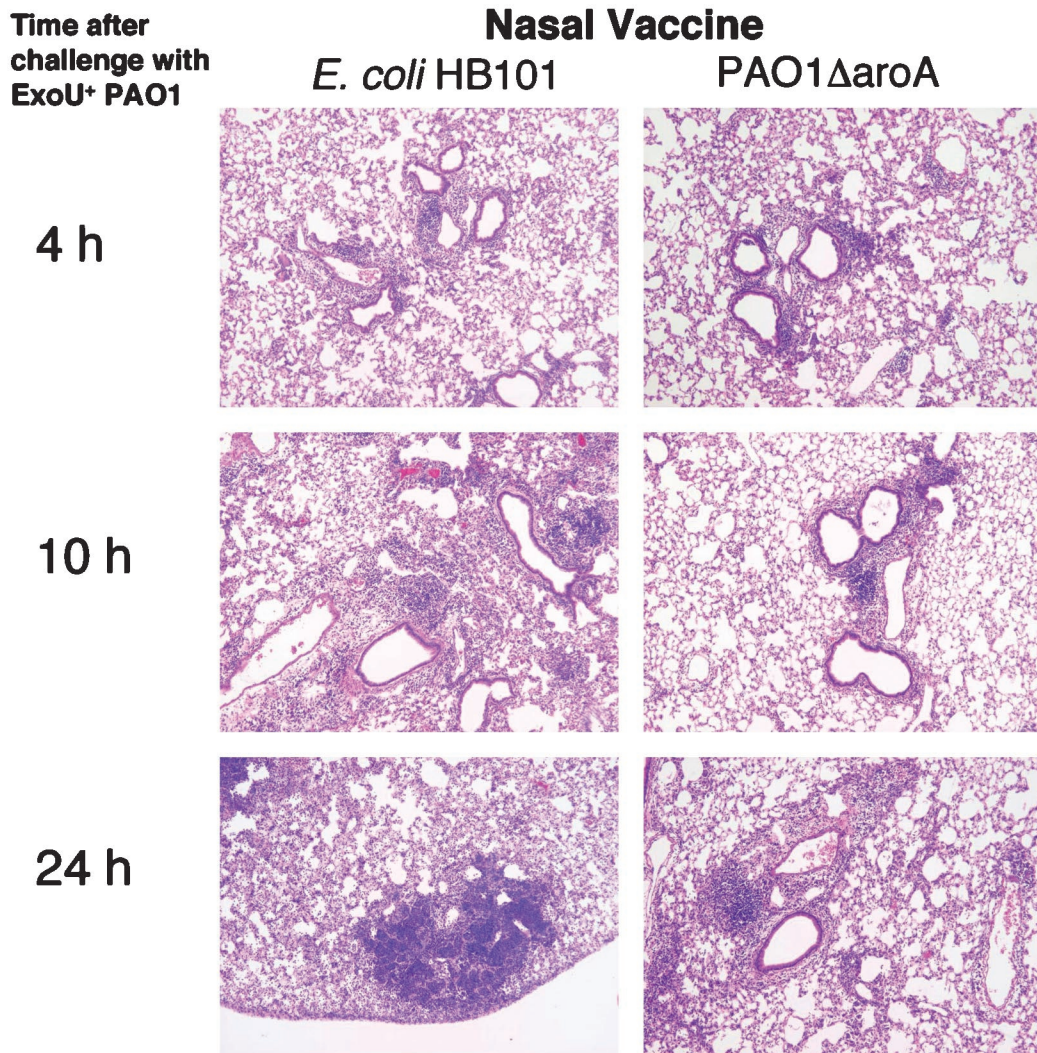 Time after
challenge with
ExoU⁺ PAO1
Nasal Vaccine
E. coli HB101
PAO1ΔaroA
4 h
10 h
24 h